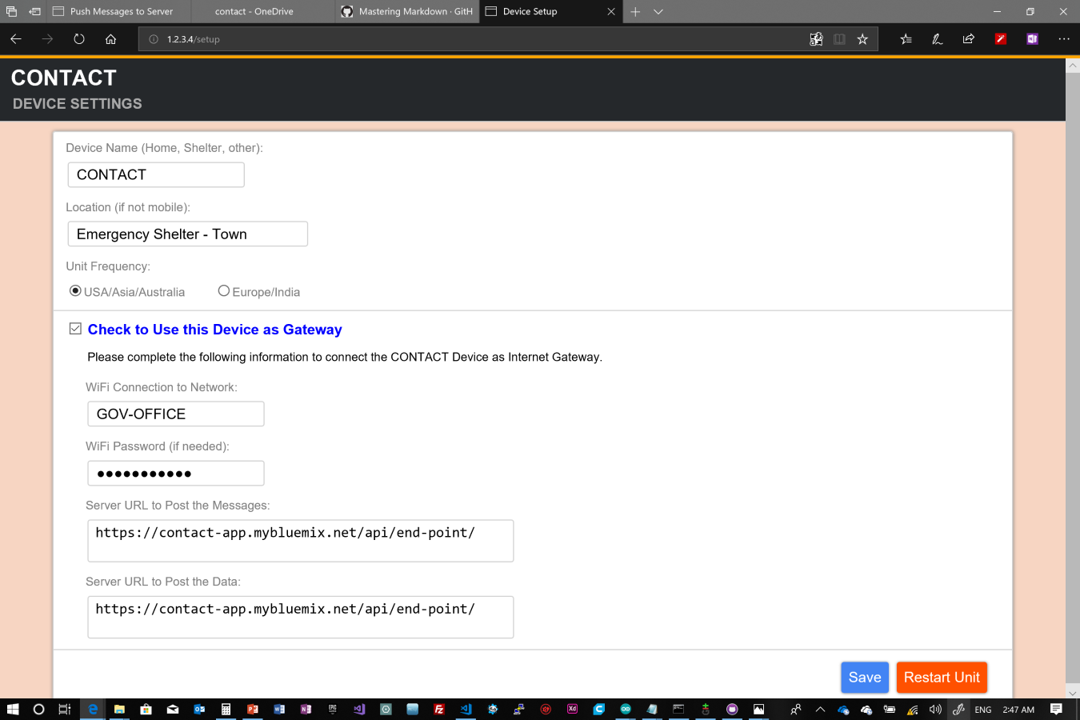 Push Messages to Server
contact - OneDrive
Mastering Markdown · GitH
Device Setup
1.2.3.4/setup
CONTACT
DEVICE SETTINGS
Device Name (Home, Shelter, other):
CONTACT
Location (if not mobile):
Emergency Shelter - Town
Unit Frequency:
USA/Asia/Australia
Europe/India
Check to Use this Device as Gateway
Please complete the following information to connect the CONTACT Device as Internet Gateway.
WiFi Connection to Network:
GOV-OFFICE
WiFi Password (if needed):
●●●●●●●●●●●
Server URL to Post the Messages:
https://contact-app.mybluemix.net/api/end-point/
Server URL to Post the Data:
https://contact-app.mybluemix.net/api/end-point/
Save
Restart Unit
ENG
2:47 AM